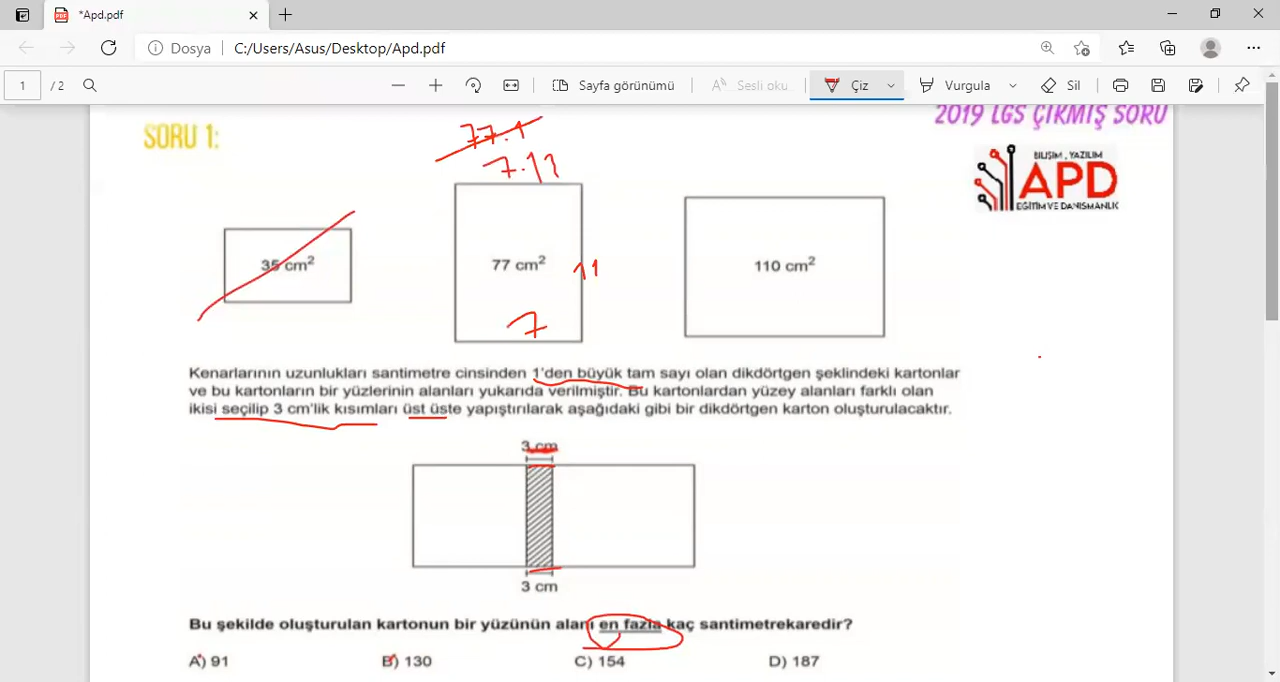 *Apd.pdf
Dosya C:/Users/Asus/Desktop/Apd.pdf
1 / 2 Sayfa görünümü Sesli oku Çiz Vurgula Sil
2019 LGS ÇIKMIŞ SORU
SORU 1:
77.1
7.11
BİLİŞİM, YAZILIM
APD
EĞİTİM VE DANIŞMANLIK
35 cm²
77 cm²
11
110 cm²
7
Kenarlarının uzunlukları santimetre cinsinden 1'den büyük tam sayı olan dikdörtgen şeklindeki kartonlar
ve bu kartonların bir yüzlerinin alanları yukarıda verilmiştir. Bu kartonlardan yüzey alanları farklı olan
ikisi seçilip 3 cm'lik kısımları üst üste yapıştırılarak aşağıdaki gibi bir dikdörtgen karton oluşturulacaktır.
3 cm
3 cm
Bu şekilde oluşturulan kartonun bir yüzünün alanı en fazla kaç santimetrekaredir?
A) 91 B) 130 C) 154 D) 187